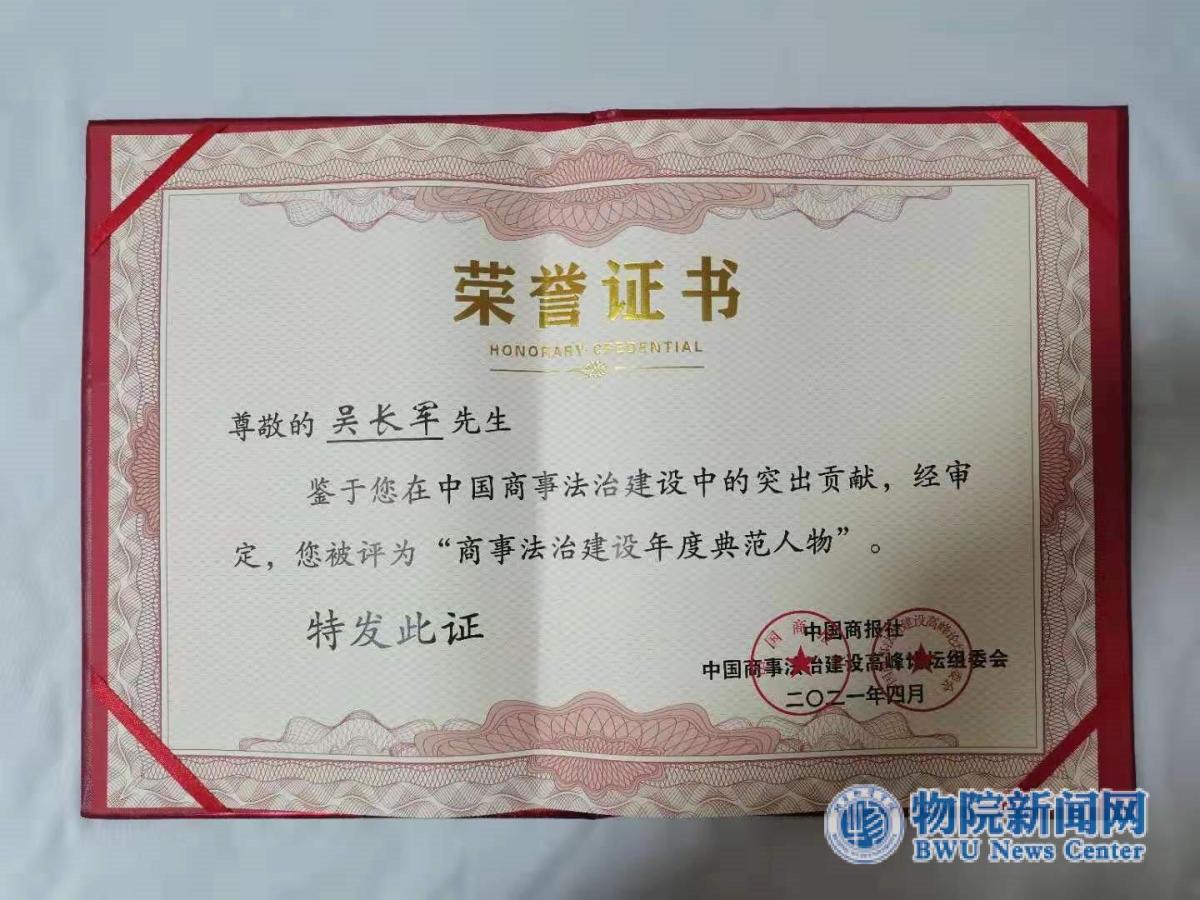 荣誉证书
HONORARY CREDENTIAL
尊敬的 吴长军 先生
鉴于您在中国商事法治建设中的突出贡献，经审
定，您被评为“商事法治建设年度典范人物”。
特发此证
中国商报社
中国商事法治建设高峰论坛组委会
二〇二一年四月
物院新闻网
BWU News Center